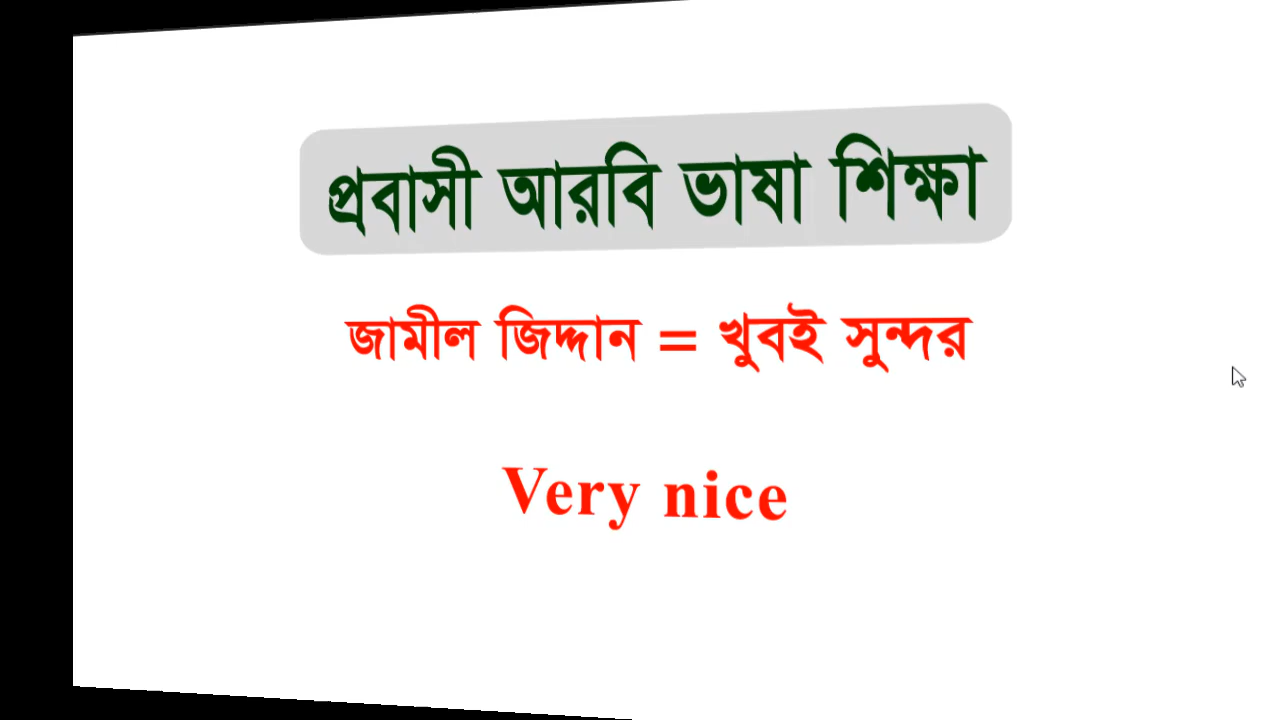 প্রবাসী আরবি ভাষা শিক্ষা
জামীল জিদ্দান = খুবই সুন্দর
Very nice